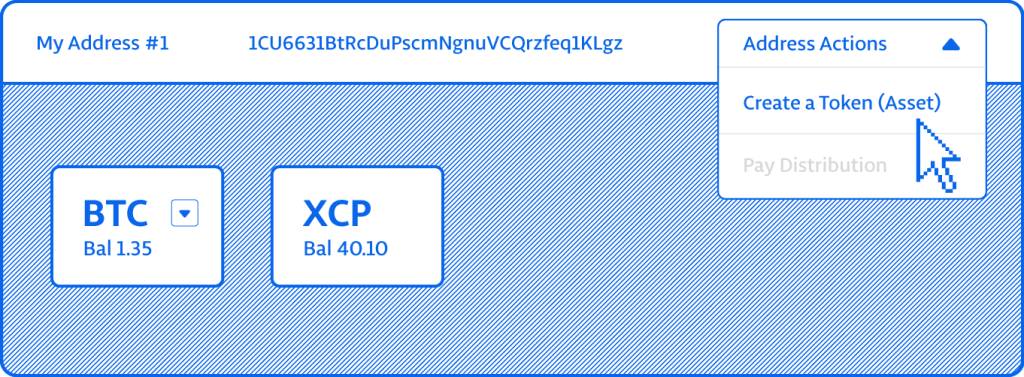 My Address #1
1CU6631BtRcDuPscmNgnuVCQrzfeq1KLgz
Address Actions
Create a Token (Asset)
Pay Distribution
BTC
Bal 1.35
XCP
Bal 40.10